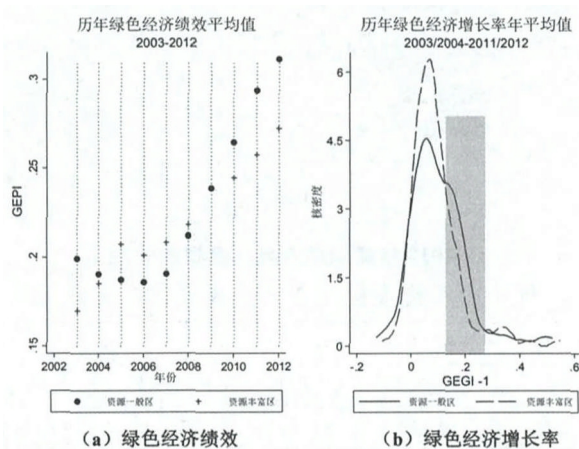 历年绿色经济绩效平均值
2003-2012
GEPI
.3
.25
.2
.15
2002 2004 2006 2008 2010 2012
年份
资源一般区 资源丰富区
(a) 绿色经济绩效
历年绿色经济增长率年平均值
2003/2004-2011/2012
核密度
6
4.5
3
1.5
0
-.2 0 .2 .4 .6
GEGI -1
资源一般区 资源丰富区
(b) 绿色经济增长率